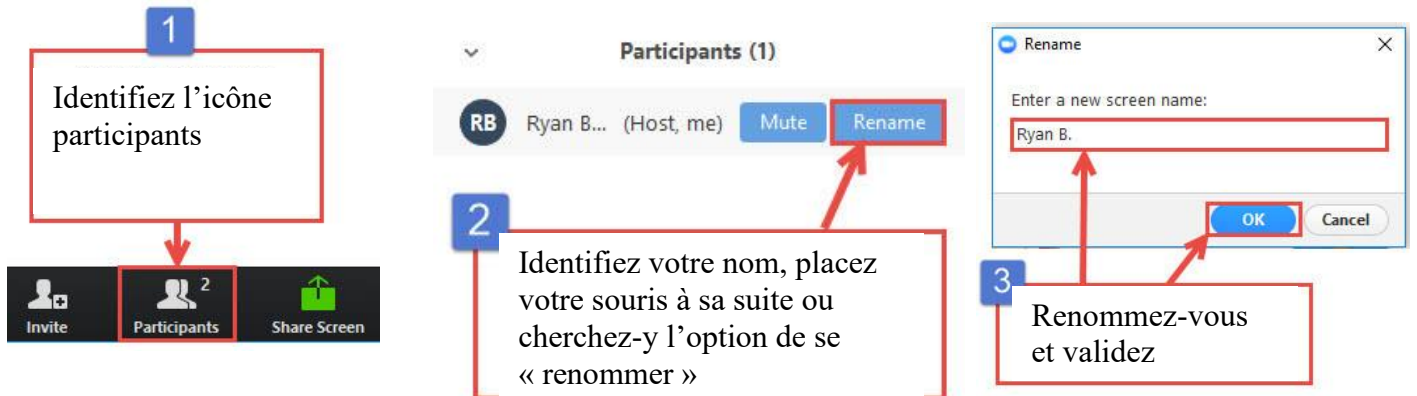 1
Identifiez l’icône
participants
Invite
Participants
2
Share Screen
Participants (1)
RB
Ryan B... (Host, me)
Mute
Rename
2
Identifiez votre nom, placez
votre souris à sa suite ou
cherchez-y l’option de se
« renommer »
Rename
Enter a new screen name:
Ryan B.
OK
Cancel
3
Renommez-vous
et validez